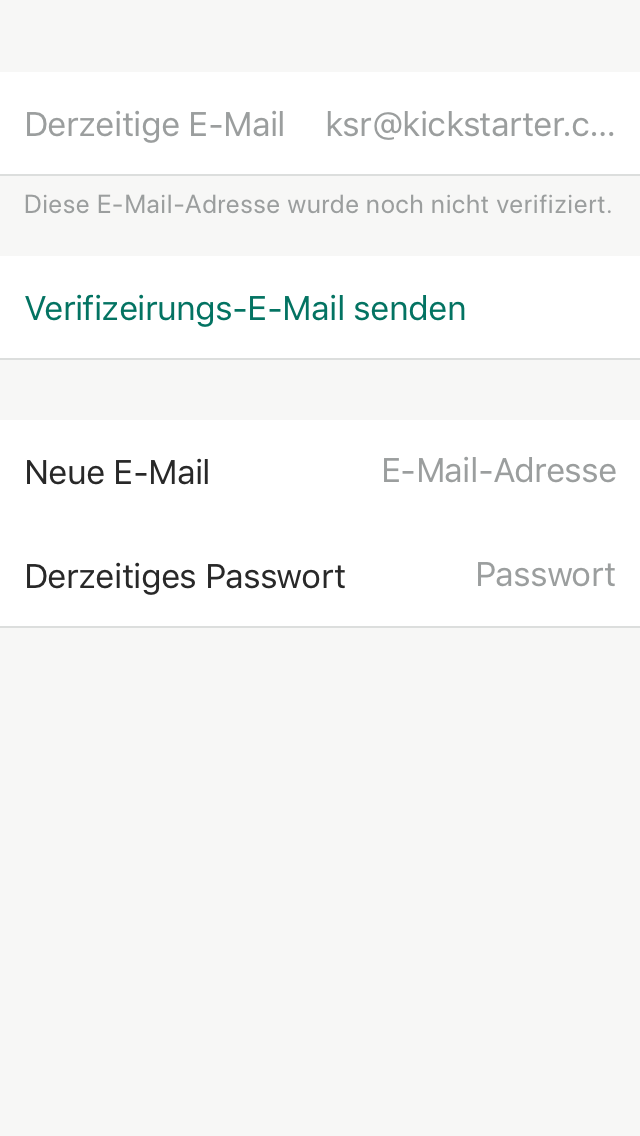 Derzeitige E-Mail ksr@kickstarter.c...
Diese E-Mail-Adresse wurde noch nicht verifiziert.
Verifizeirungs-E-Mail senden
Neue E-Mail E-Mail-Adresse
Derzeitiges Passwort Passwort